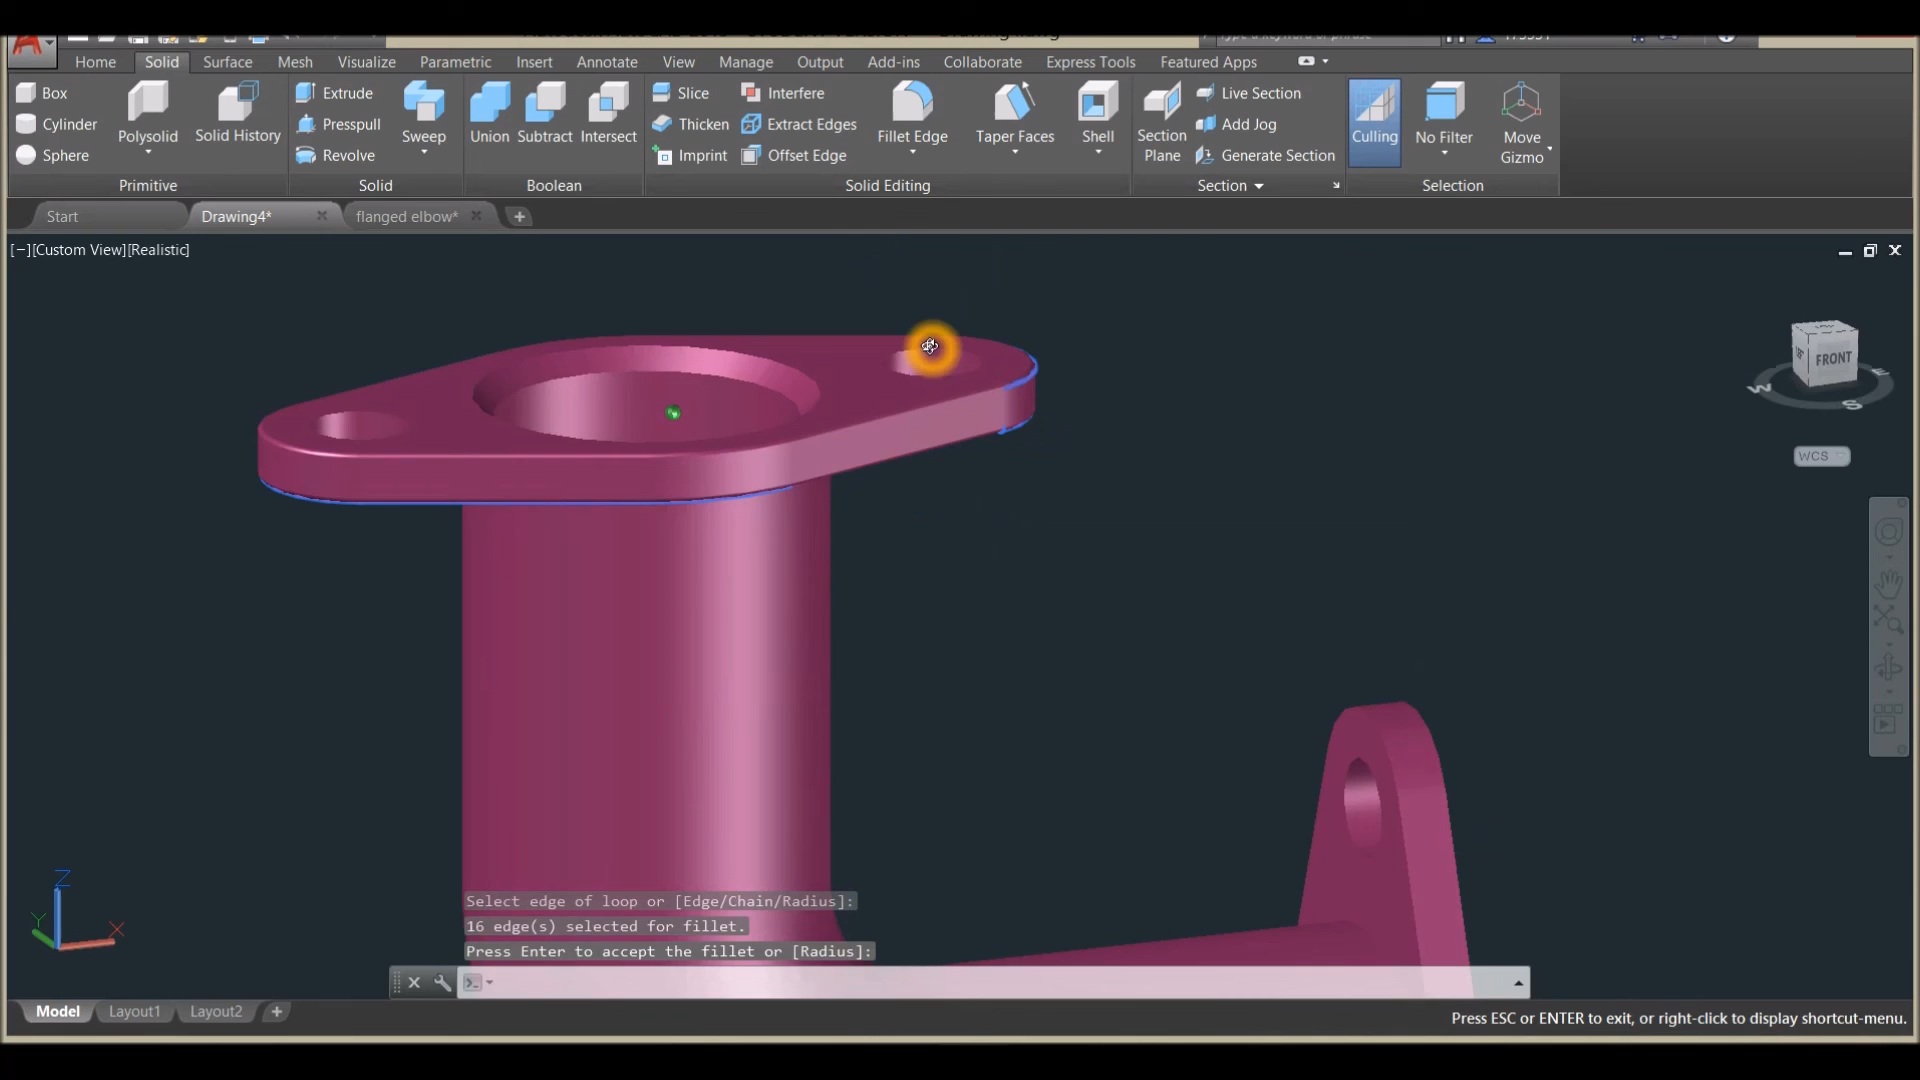 Home Solid Surface Mesh Visualize Parametric Insert Annotate View Manage Output Add-ins Collaborate Express Tools Featured Apps
Box
Cylinder
Sphere
Polysolid
Solid History
Primitive
Extrude
Presspull
Revolve
Sweep
Solid
Union Subtract Intersect
Boolean
Slice
Thicken
Imprint
Interfere
Extract Edges
Offset Edge
Fillet Edge
Taper Faces
Shell
Solid Editing
Section
Plane
Live Section
Add Jog
Generate Section
Section
Culling
No Filter
Move
Gizmo
Selection
Start Drawing4* flanged elbow*
[−][Custom View][Realistic]
FRONT
W
S
E
WCS
Z
Y
X
Select edge of loop or [Edge/Chain/Radius]:
16 edge(s) selected for fillet.
Press Enter to accept the fillet or [Radius]:
Model Layout1 Layout2
Press ESC or ENTER to exit, or right-click to display shortcut-menu.